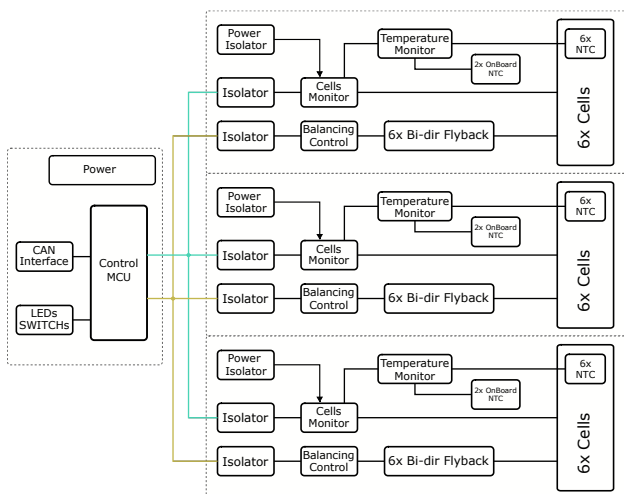 Power
Isolator
Temperature
Monitor
6x
NTC
2x OnBoard
NTC
Isolator
Cells
Monitor
6x Cells
Isolator
Balancing
Control
6x Bi-dir Flyback
Power
CAN
Interface
Control
MCU
LEDs
SWITCHs
Power
Isolator
Temperature
Monitor
6x
NTC
2x OnBoard
NTC
Isolator
Cells
Monitor
6x Cells
Isolator
Balancing
Control
6x Bi-dir Flyback
Power
Isolator
Temperature
Monitor
6x
NTC
2x OnBoard
NTC
Isolator
Cells
Monitor
6x Cells
Isolator
Balancing
Control
6x Bi-dir Flyback